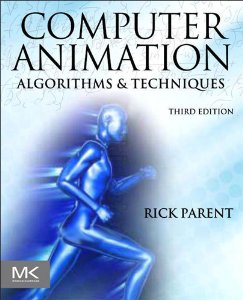 COMPUTER
ANIMATION
ALGORITHMS & TECHNIQUES
THIRD EDITION
RICK PARENT
MK